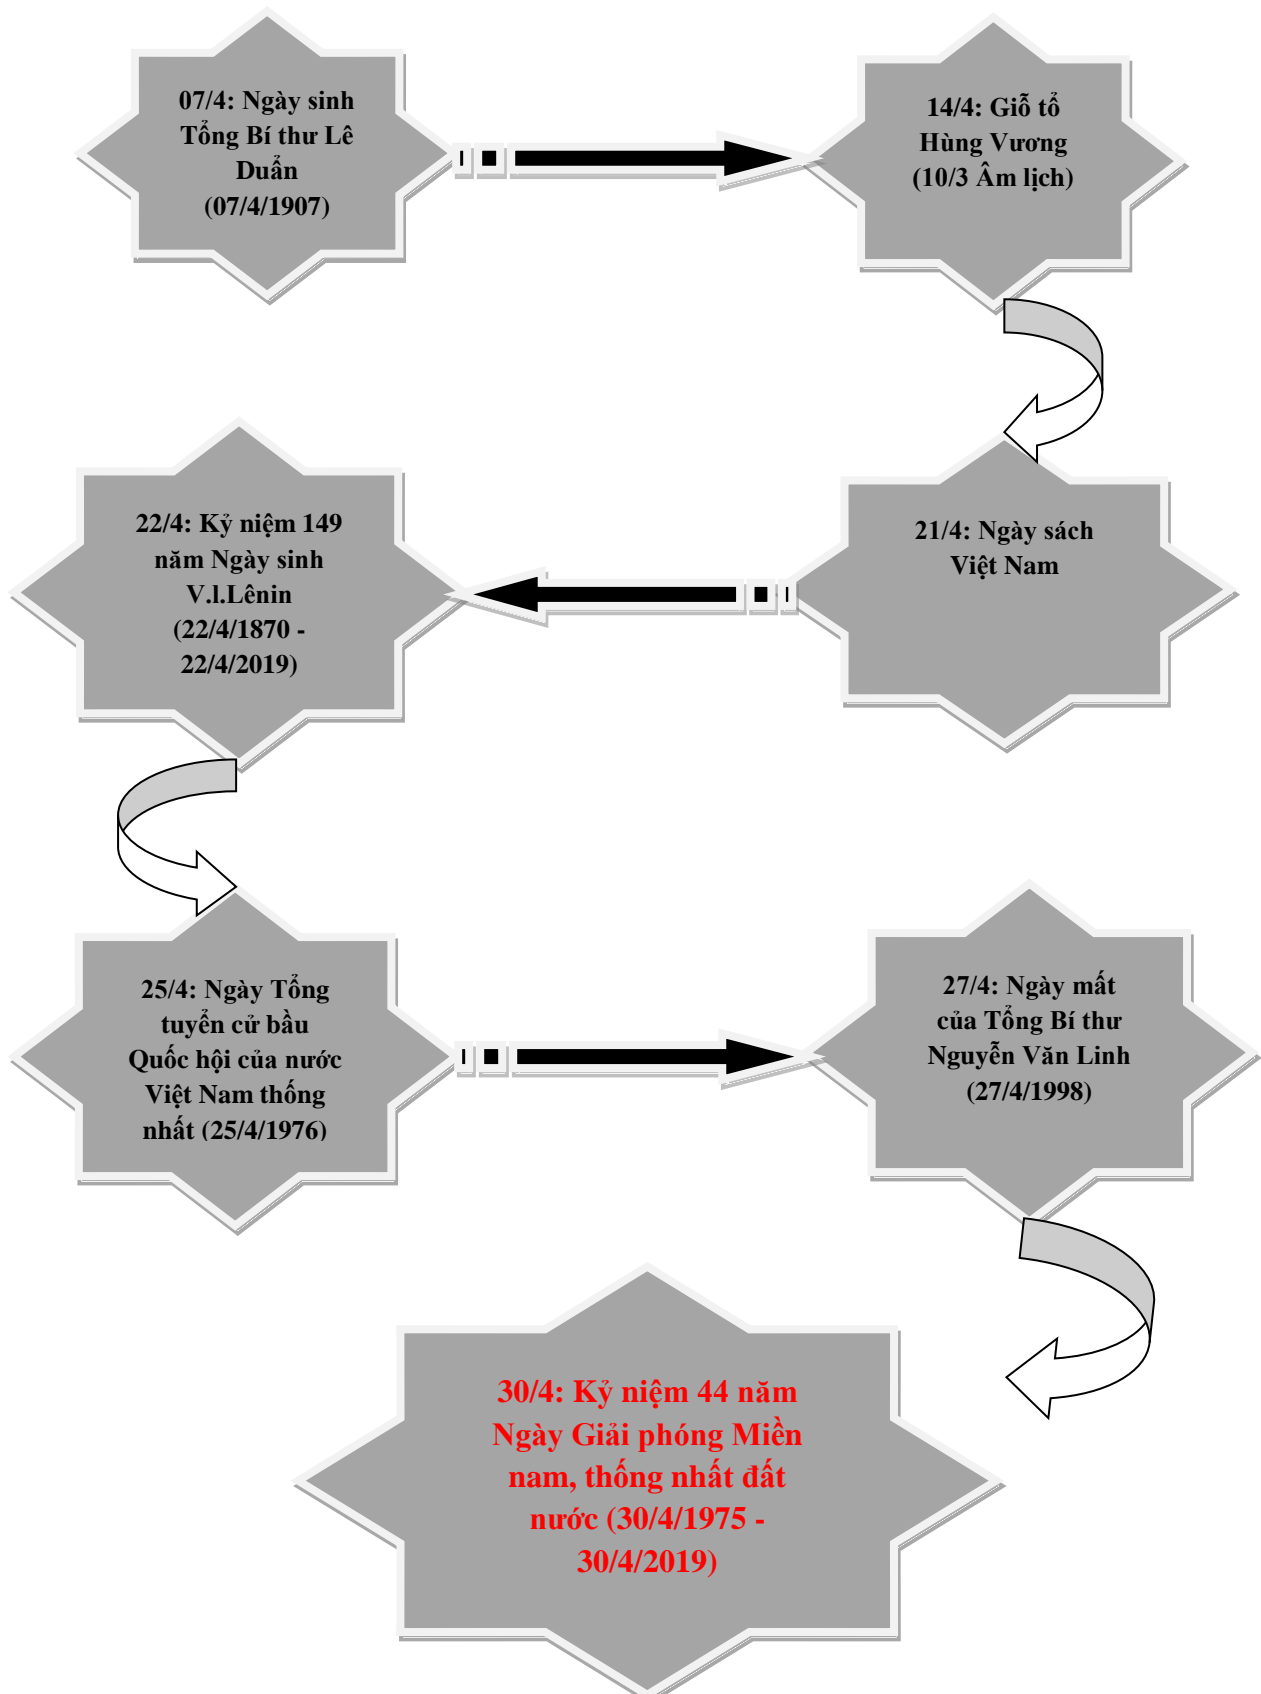 07/4: Ngày sinh
Tổng Bí thư Lê
Duẩn
(07/4/1907)
14/4: Giỗ tổ
Hùng Vương
(10/3 Âm lịch)
21/4: Ngày sách
Việt Nam
22/4: Kỷ niệm 149
năm Ngày sinh
V.l.Lênin
(22/4/1870 -
22/4/2019)
25/4: Ngày Tổng
tuyển cử bầu
Quốc hội của nước
Việt Nam thống
nhất (25/4/1976)
27/4: Ngày mất
của Tổng Bí thư
Nguyễn Văn Linh
(27/4/1998)
30/4: Kỷ niệm 44 năm
Ngày Giải phóng Miền
nam, thống nhất đất
nước (30/4/1975 -
30/4/2019)